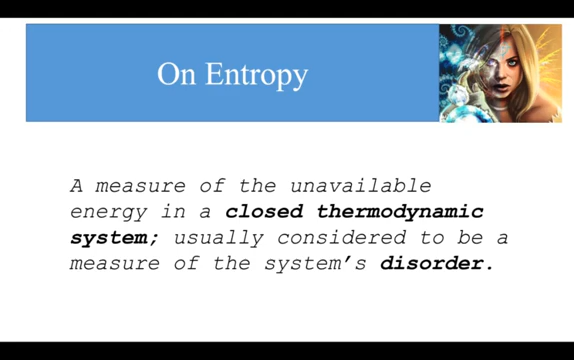 On Entropy
A measure of the unavailable
energy in a closed thermodynamic
system; usually considered to be a
measure of the system's disorder.